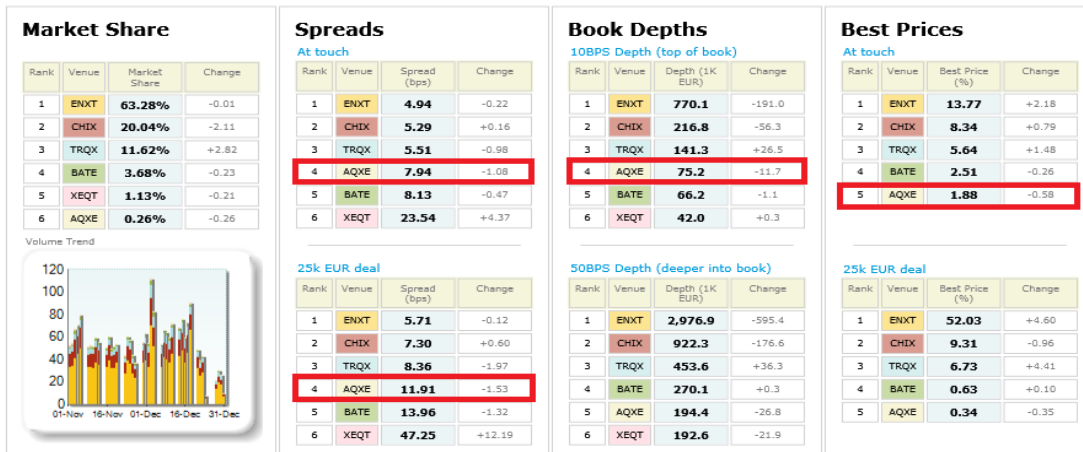 Market Share
Rank Venue Market Share Change
1 ENXT 63.28% -0.01
2 CHIX 20.04% -2.11
3 TRQX 11.62% +2.82
4 BATE 3.68% -0.23
5 XEQT 1.13% -0.21
6 AQXE 0.26% -0.26
Volume Trend
120
100
80
60
40
20
0
01-Nov 16-Nov 01-Dec 16-Dec 31-Dec
Spreads
At touch
Rank Venue Spread (bps) Change
1 ENXT 4.94 -0.22
2 CHIX 5.29 +0.16
3 TRQX 5.51 -0.98
4 AQXE 7.94 -1.08
5 BATE 8.13 -0.47
6 XEQT 23.54 +4.37
25k EUR deal
Rank Venue Spread (bps) Change
1 ENXT 5.71 -0.12
2 CHIX 7.30 +0.60
3 TRQX 8.36 -1.97
4 AQXE 11.91 -1.53
5 BATE 13.96 -1.32
6 XEQT 47.25 +12.19
Book Depths
10BPS Depth (top of book)
Rank Venue Depth (1K EUR) Change
1 ENXT 770.1 -191.0
2 CHIX 216.8 -56.3
3 TRQX 141.3 +26.5
4 AQXE 75.2 -11.7
5 BATE 66.2 -1.1
6 XEQT 42.0 +0.3
50BPS Depth (deeper into book)
Rank Venue Depth (1K EUR) Change
1 ENXT 2,976.9 -595.4
2 CHIX 922.3 -176.6
3 TRQX 453.6 +36.3
4 BATE 270.1 +0.3
5 AQXE 194.4 -26.8
6 XEQT 192.6 -21.9
Best Prices
At touch
Rank Venue Best Price (%) Change
1 ENXT 13.77 +2.18
2 CHIX 8.34 +0.79
3 TRQX 5.64 +1.48
4 BATE 2.51 -0.26
5 AQXE 1.88 -0.58
25k EUR deal
Rank Venue Best Price (%) Change
1 ENXT 52.03 +4.60
2 CHIX 9.31 -0.96
3 TRQX 6.73 +4.41
4 BATE 0.63 +0.10
5 AQXE 0.34 -0.35